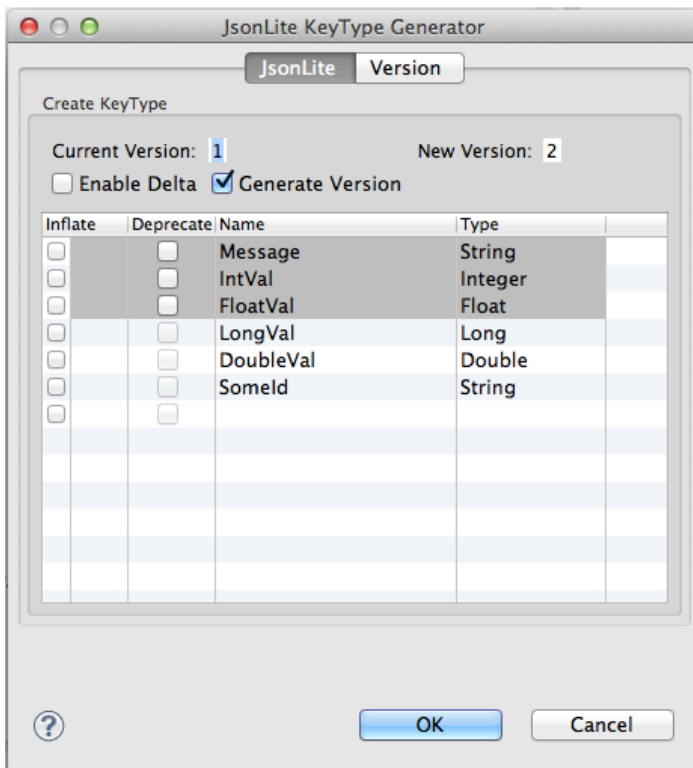 JsonLite KeyType Generator
JsonLite Version
Create KeyType
Current Version: 1 New Version: 2
Enable Delta Generate Version
Inflate Deprecate Name Type
Message String
IntVal Integer
FloatVal Float
LongVal Long
DoubleVal Double
SomeId String
? OK Cancel